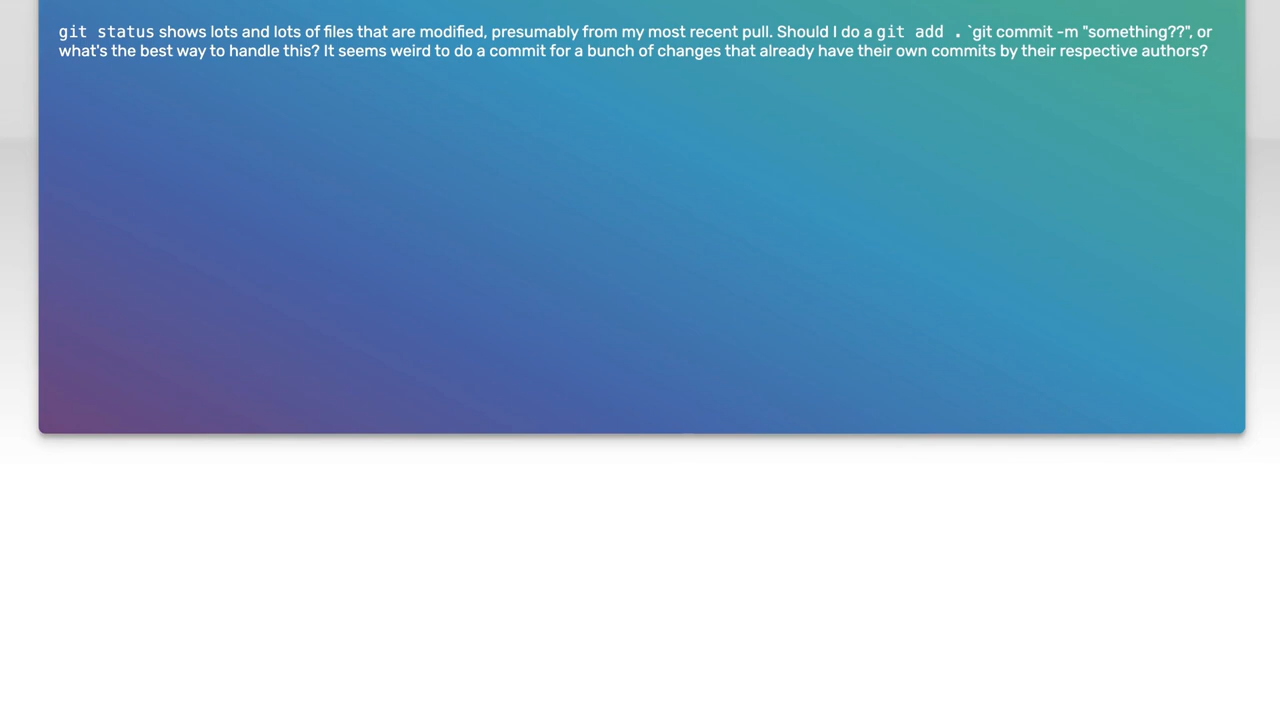 git status shows lots and lots of files that are modified, presumably from my most recent pull. Should I do a git add . `git commit -m "something??", or
what's the best way to handle this? It seems weird to do a commit for a bunch of changes that already have their own commits by their respective authors?